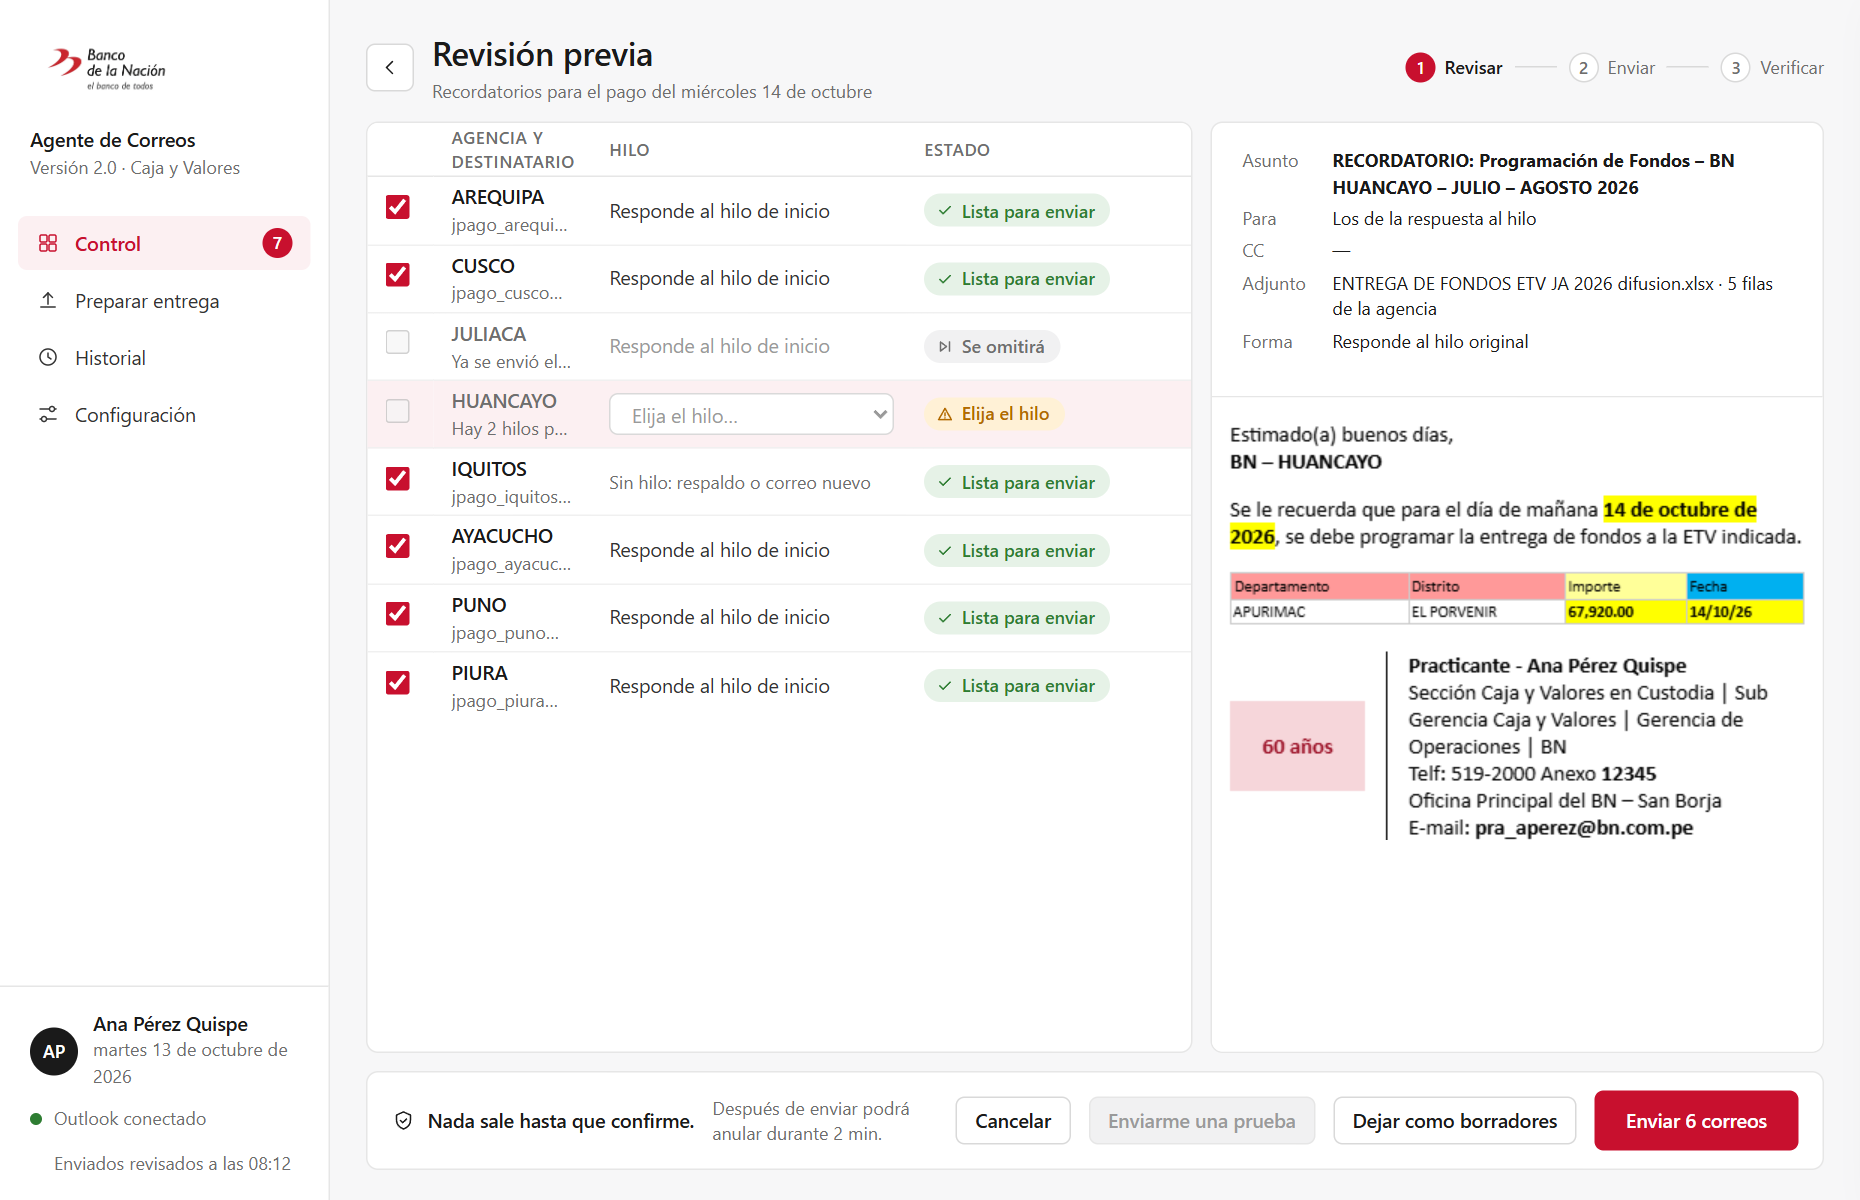 Banco
de la Nación
el banco de todos
Agente de Correos
Versión 2.0 · Caja y Valores
Control
7
Preparar entrega
Historial
Configuración
AP
Ana Pérez Quispe
martes 13 de octubre de
2026
Outlook conectado
Enviados revisados a las 08:12
Revisión previa
Recordatorios para el pago del miércoles 14 de octubre
1 Revisar
2 Enviar
3 Verificar
AGENCIA Y
DESTINATARIO
HILO
ESTADO
AREQUIPA
jpago_arequi...
Responde al hilo de inicio
Lista para enviar
CUSCO
jpago_cusco...
Responde al hilo de inicio
Lista para enviar
JULIACA
Ya se envió el...
Responde al hilo de inicio
Se omitirá
HUANCAYO
Hay 2 hilos p...
Elija el hilo...
Elija el hilo
IQUITOS
jpago_iquitos...
Sin hilo: respaldo o correo nuevo
Lista para enviar
AYACUCHO
jpago_ayacuc...
Responde al hilo de inicio
Lista para enviar
PUNO
jpago_puno...
Responde al hilo de inicio
Lista para enviar
PIURA
jpago_piura...
Responde al hilo de inicio
Lista para enviar
Asunto
RECORDATORIO: Programación de Fondos – BN
HUANCAYO – JULIO – AGOSTO 2026
Para
Los de la respuesta al hilo
CC
—
Adjunto
ENTREGA DE FONDOS ETV JA 2026 difusion.xlsx · 5 filas
de la agencia
Forma
Responde al hilo original
Estimado(a) buenos días,
BN – HUANCAYO
Se le recuerda que para el día de mañana 14 de octubre de
2026, se debe programar la entrega de fondos a la ETV indicada.
Departamento Distrito Importe Fecha
APURIMAC EL PORVENIR 67,920.00 14/10/26
60 años
Practicante - Ana Pérez Quispe
Sección Caja y Valores en Custodia | Sub
Gerencia Caja y Valores | Gerencia de
Operaciones | BN
Telf: 519-2000 Anexo 12345
Oficina Principal del BN – San Borja
E-mail: pra_aperez@bn.com.pe
Nada sale hasta que confirme.
Después de enviar podrá
anular durante 2 min.
Cancelar
Enviarme una prueba
Dejar como borradores
Enviar 6 correos